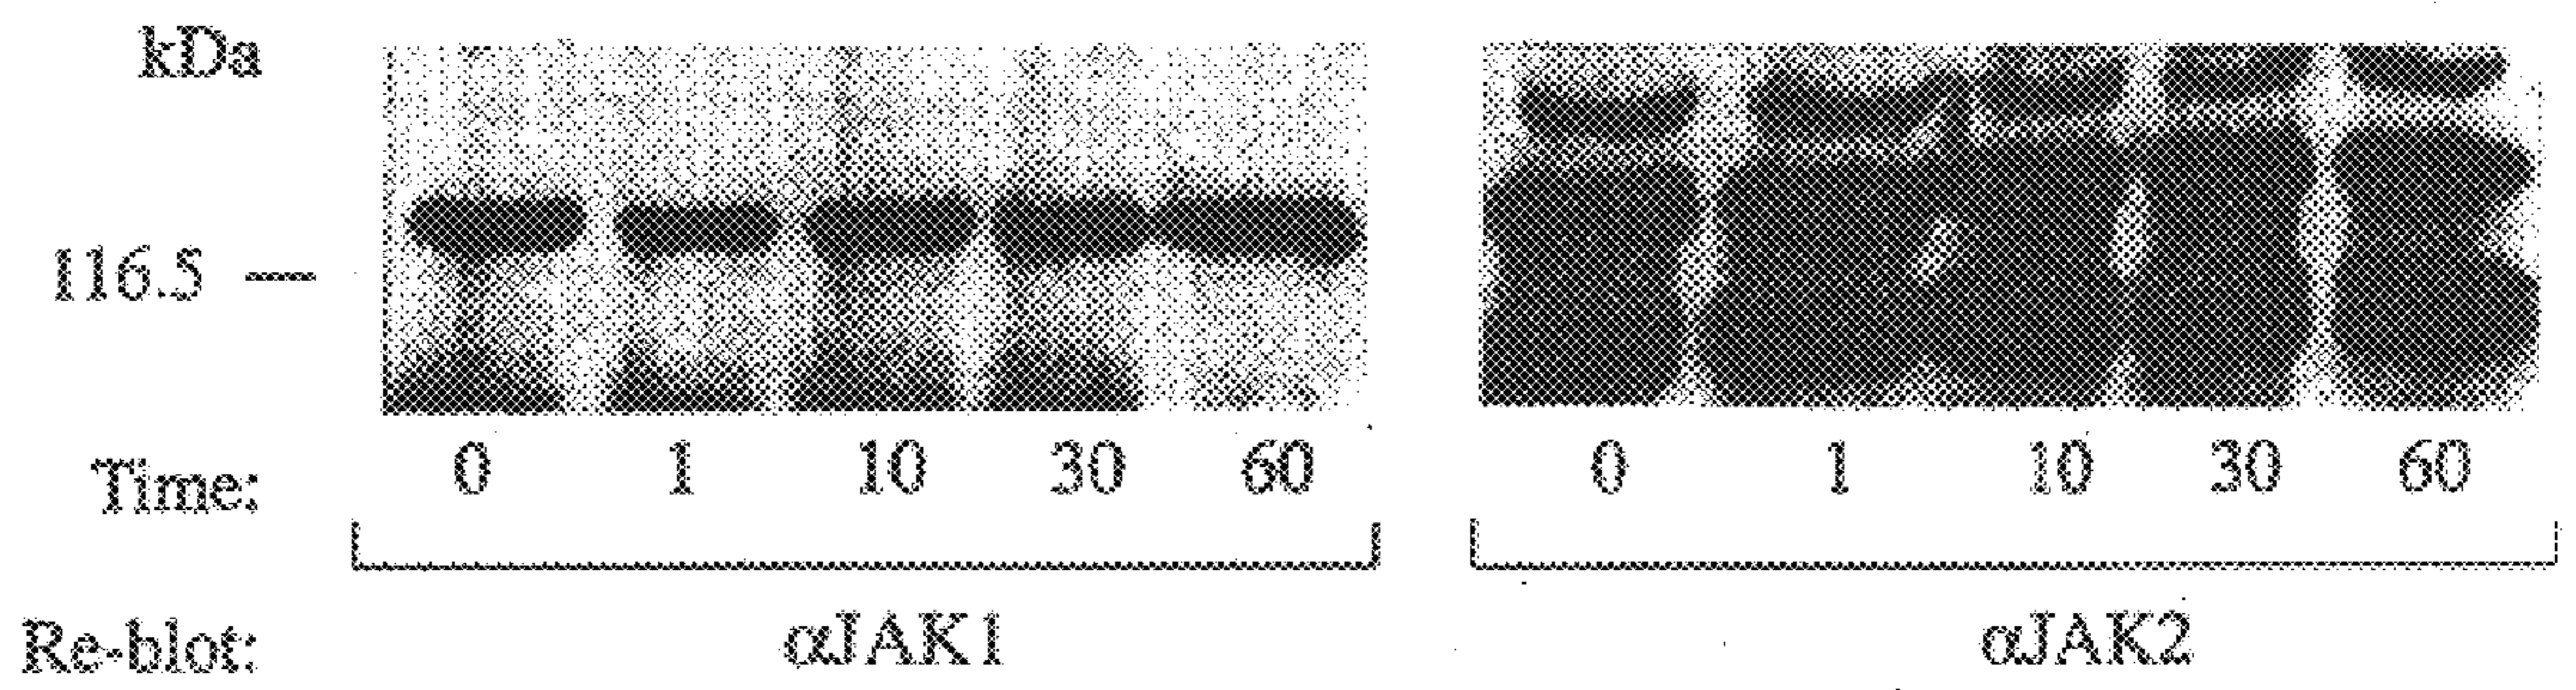 kDa
116.5 —
Time: 0 1 10 30 60 0 1 10 30 60
Re-blot: αJAK1 αJAK2